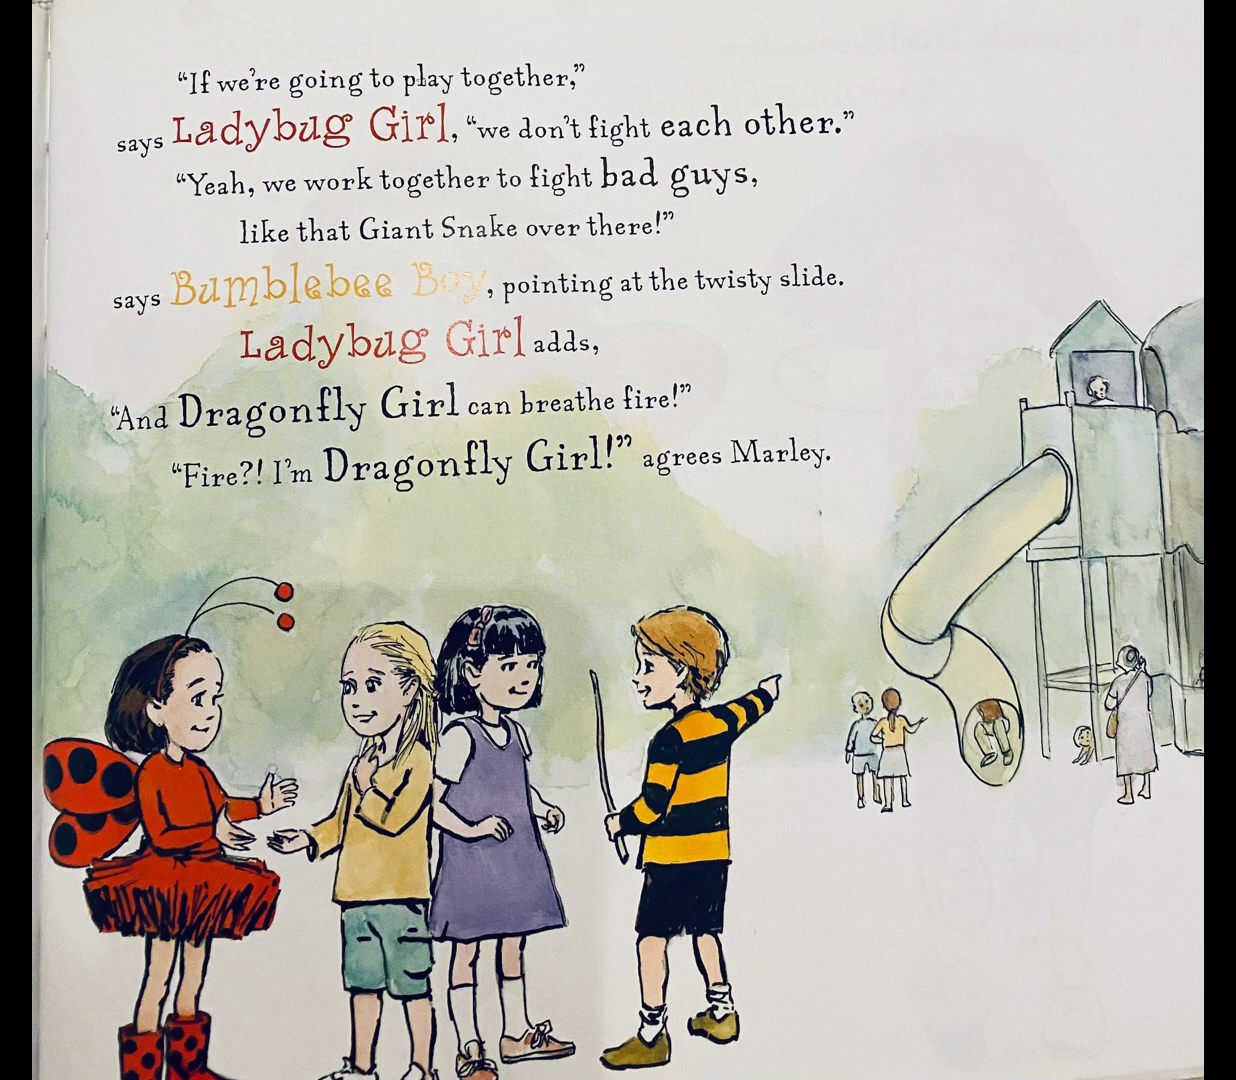 “If we’re going to play together,”
says Ladybug Girl, “we don’t fight each other.”
“Yeah, we work together to fight bad guys,
like that Giant Snake over there!”
says Bumblebee Boy, pointing at the twisty slide.
Ladybug Girl adds,
“And Dragonfly Girl can breathe fire!”
“Fire?! I’m Dragonfly Girl!” agrees Marley.